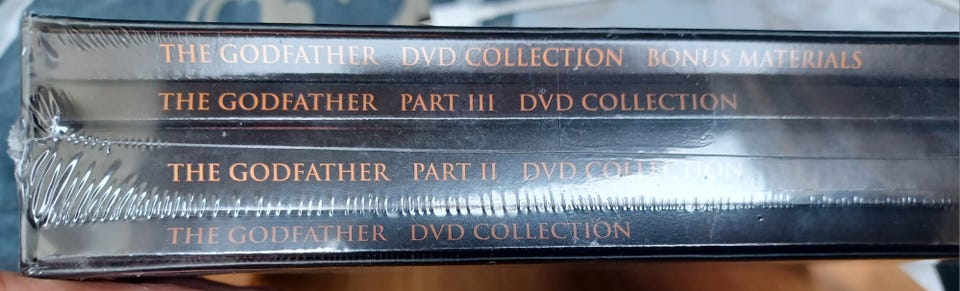 THE GODFATHER DVD COLLECTION BONUS MATERIALS
THE GODFATHER PART III DVD COLLECTION
THE GODFATHER PART II DVD COLLECTION
THE GODFATHER DVD COLLECTION